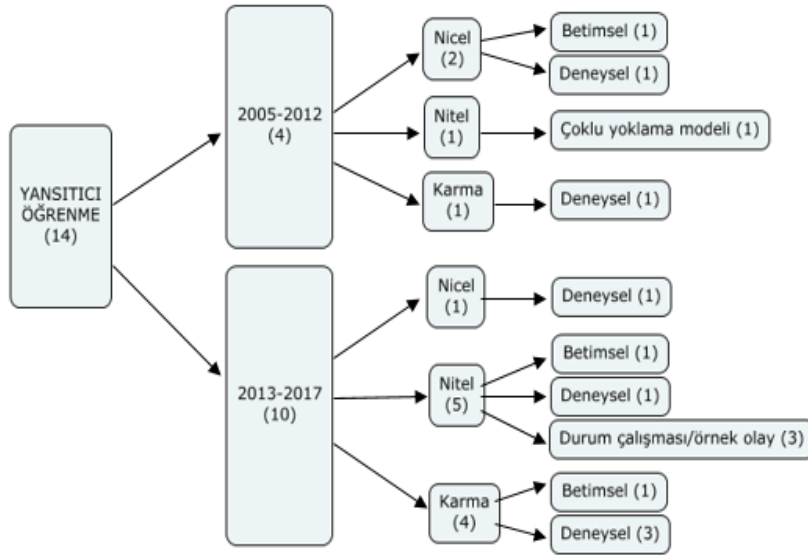 YANSITICI
ÖĞRENME
(14)
2005-2012
(4)
Nicel
(2)
Betimsel (1)
Deneysel (1)
Nitel
(1)
Çoklu yoklama modeli (1)
Karma
(1)
Deneysel (1)
2013-2017
(10)
Nicel
(1)
Deneysel (1)
Nitel
(5)
Betimsel (1)
Deneysel (1)
Durum çalışması/örnek olay (3)
Karma
(4)
Betimsel (1)
Deneysel (3)